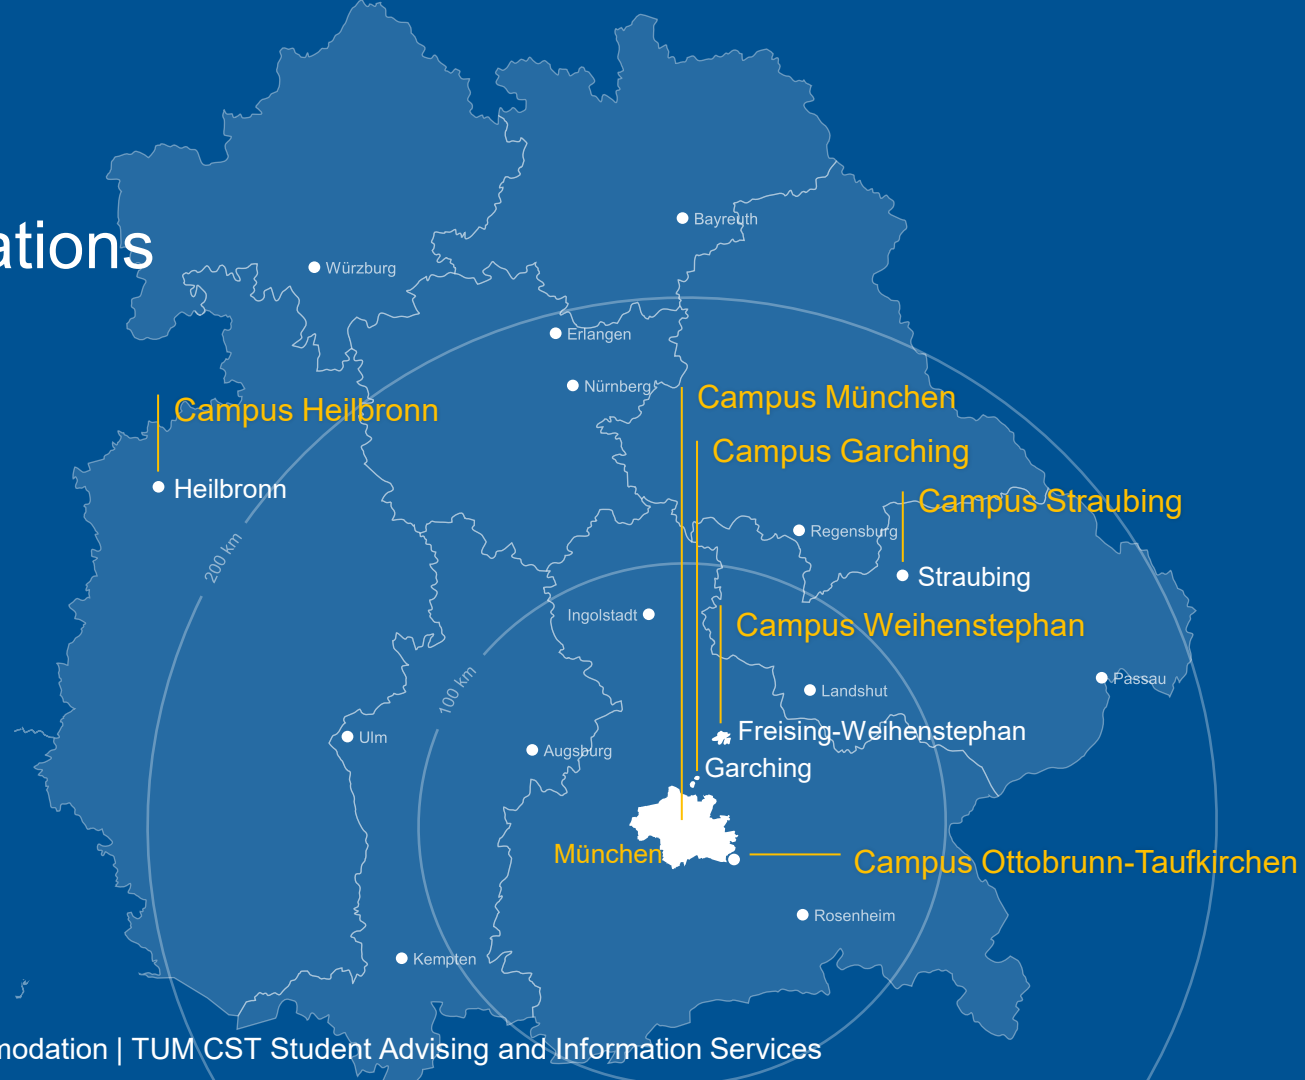 Bayreuth
ations
Würzburg
Erlangen
Nürnberg
Campus München
Campus Heilbronn
Campus Garching
Heilbronn
Campus Straubing
Regensburg
200 km
Straubing
Ingolstadt
Campus Weihenstephan
Passau
100 km
Landshut
Freising-Weihenstephan
Ulm
Augsburg
Garching
München
Campus Ottobrunn-Taufkirchen
Rosenheim
Kempten
modation | TUM CST Student Advising and Information Services